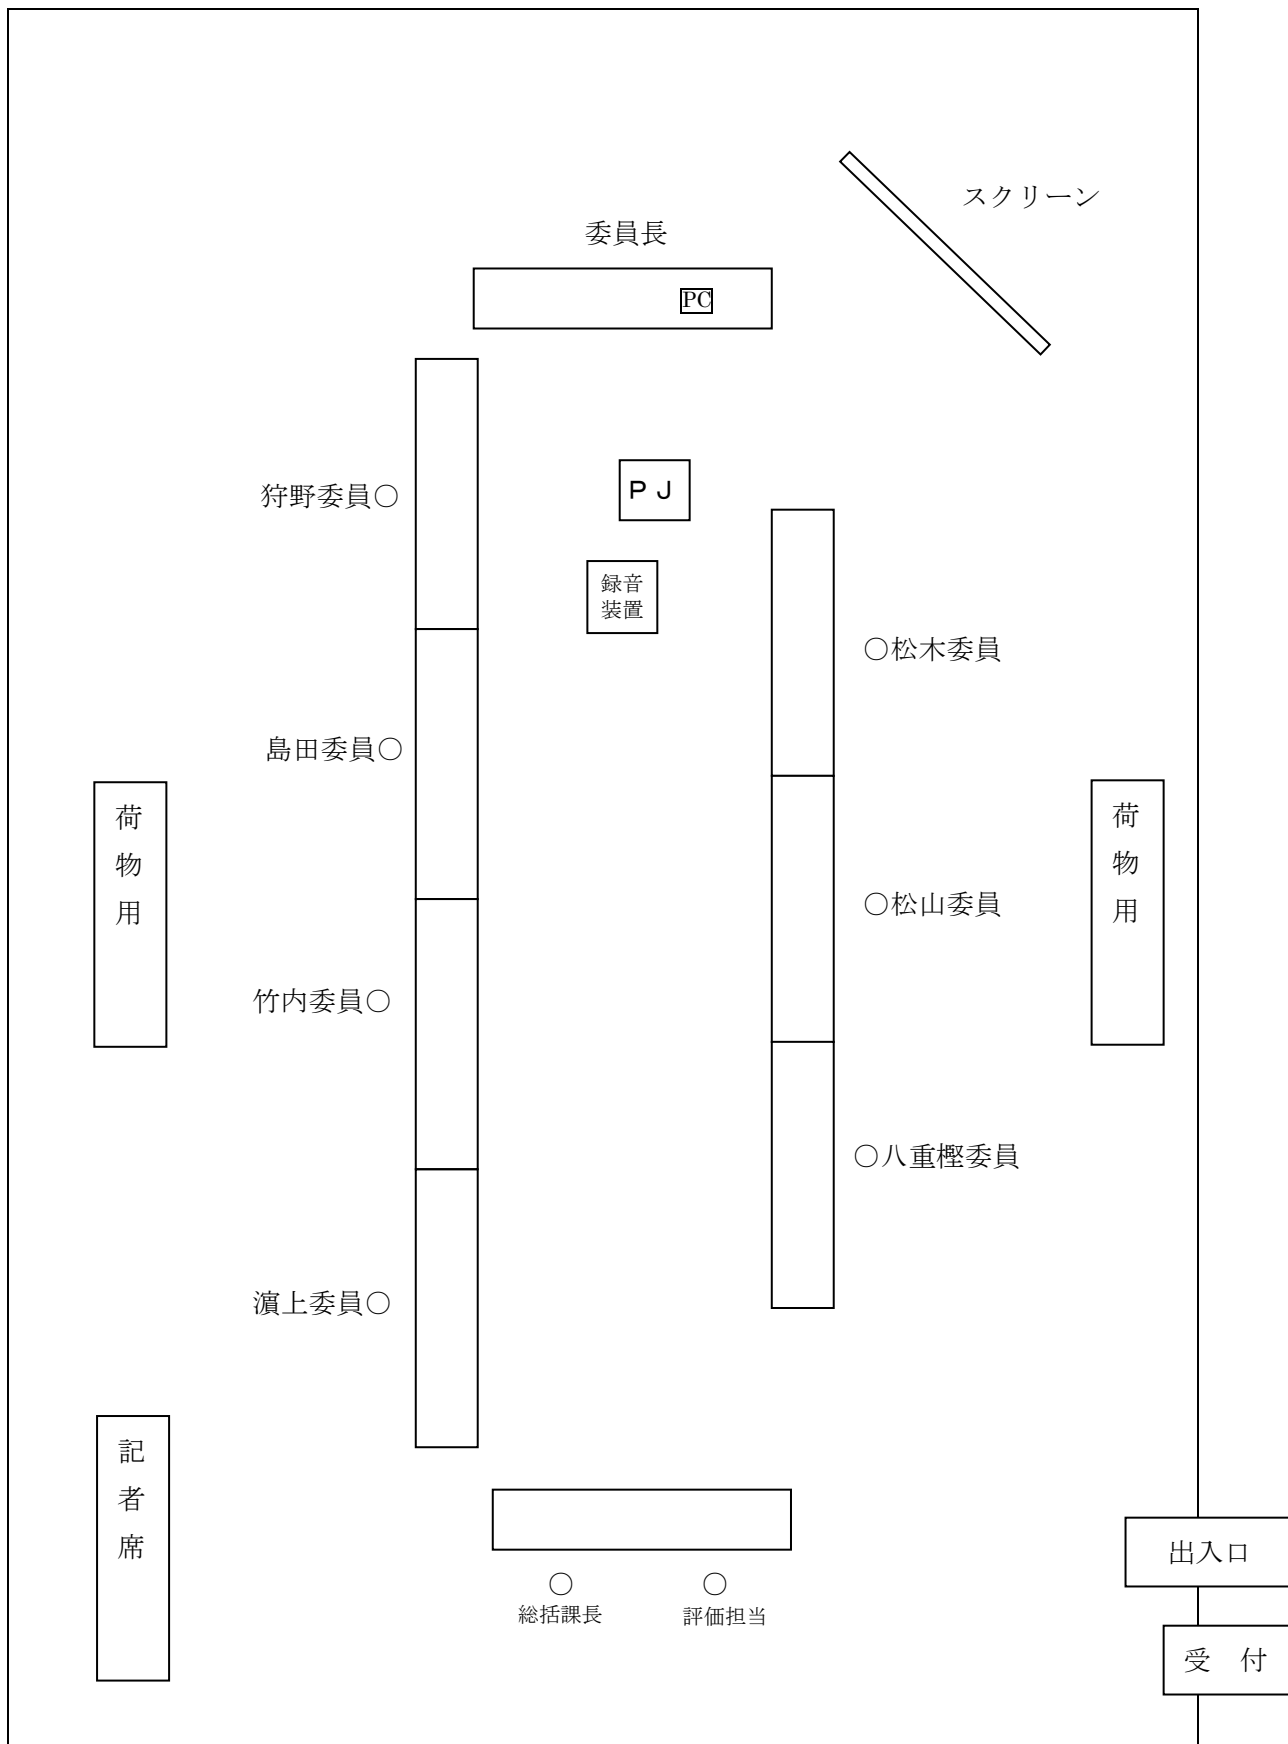 スクリーン
委員長
PC
狩野委員○
ＰＪ
録音
装置
○松木委員
島田委員○
荷物用
荷物用
○松山委員
竹内委員○
○八重樫委員
濵上委員○
記者席
出入口
○ ○
総括課長 評価担当
受　付